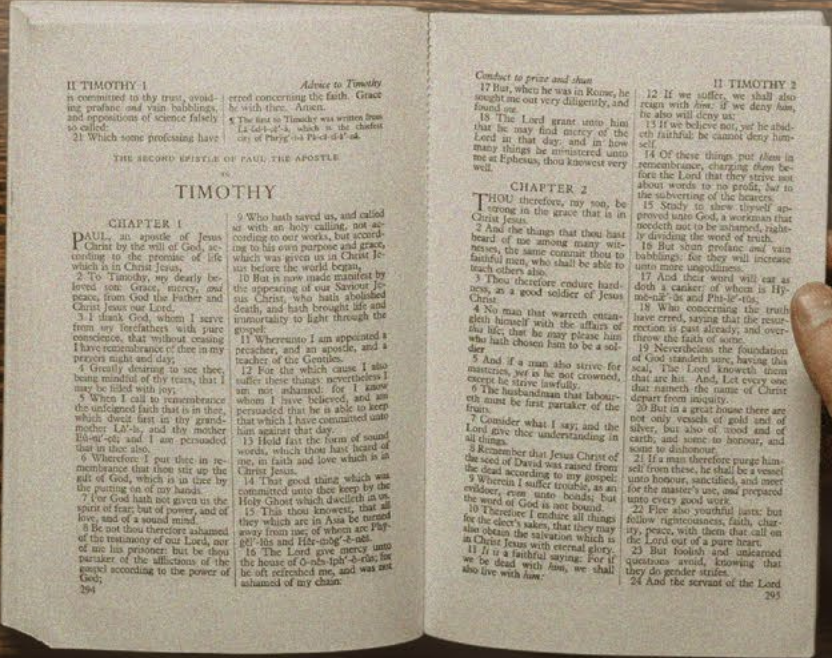 II TIMOTHY 1
Advice to Timothy
is committed to thy trust, avoid-
ing profane and vain babblings,
and oppositions of science falsely
so called:
21 Which some professing have
erred concerning the faith. Grace
be with thee. Amen.
¶ The first to Timothy was written from
Lā-ŏd-ĭ-çē´-ȧ, which is the chiefest
city of Phrȳg´-ĭ-ȧ Pā-cā-tĭ-ā´-nȧ.
THE SECOND EPISTLE OF PAUL THE APOSTLE
TO
TIMOTHY
CHAPTER 1
PAUL, an apostle of Jesus
Christ by the will of God, ac-
cording to the promise of life
which is in Christ Jesus,
2 To Timothy, my dearly be-
loved son: Grace, mercy, and
peace, from God the Father and
Christ Jesus our Lord.
3 I thank God, whom I serve
from my forefathers with pure
conscience, that without ceasing
I have remembrance of thee in my
prayers night and day;
4 Greatly desiring to see thee,
being mindful of thy tears, that I
may be filled with joy;
5 When I call to remembrance
the unfeigned faith that is in thee,
which dwelt first in thy grand-
mother Lō´-ĭs, and thy mother
Eū-nī´-çē; and I am persuaded
that in thee also.
6 Wherefore I put thee in re-
membrance that thou stir up the
gift of God, which is in thee by
the putting on of my hands.
7 For God hath not given us the
spirit of fear; but of power, and of
love, and of a sound mind.
8 Be not thou therefore ashamed
of the testimony of our Lord, nor
of me his prisoner: but be thou
partaker of the afflictions of the
gospel according to the power of
God;
294
9 Who hath saved us, and called
us with an holy calling, not ac-
cording to our works, but accord-
ing to his own purpose and grace,
which was given us in Christ Je-
sus before the world began,
10 But is now made manifest by
the appearing of our Saviour Je-
sus Christ, who hath abolished
death, and hath brought life and
immortality to light through the
gospel:
11 Whereunto I am appointed a
preacher, and an apostle, and a
teacher of the Gentiles.
12 For the which cause I also
suffer these things: nevertheless I
am not ashamed: for I know
whom I have believed, and am
persuaded that he is able to keep
that which I have committed unto
him against that day.
13 Hold fast the form of sound
words, which thou hast heard of
me, in faith and love which is in
Christ Jesus.
14 That good thing which was
committed unto thee keep by the
Holy Ghost which dwelleth in us.
15 This thou knowest, that all
they which are in Asia be turned
away from me; of whom are Phȳ-
gĕl´-lŭs and Hẽr-mŏg´-ĕ-nēs.
16 The Lord give mercy unto
the house of Ŏ-nĕs-ĭph´-ŏ-rŭs; for
he oft refreshed me, and was not
ashamed of my chain:
Conduct to prize and shun
II TIMOTHY 2
17 But, when he was in Rome, he
sought me out very diligently, and
found me.
18 The Lord grant unto him
that he may find mercy of the
Lord in that day: and in how
many things he ministered unto
me at Ephesus, thou knowest very
well.
CHAPTER 2
THOU therefore, my son, be
strong in the grace that is in
Christ Jesus.
2 And the things that thou hast
heard of me among many wit-
nesses, the same commit thou to
faithful men, who shall be able to
teach others also.
3 Thou therefore endure hard-
ness, as a good soldier of Jesus
Christ.
4 No man that warreth entan-
gleth himself with the affairs of
this life; that he may please him
who hath chosen him to be a sol-
dier
5 And if a man also strive for
masteries, yet is he not crowned,
except he strive lawfully.
6 The husbandman that labour-
eth must be first partaker of the
fruits.
7 Consider what I say; and the
Lord give thee understanding in
all things.
8 Remember that Jesus Christ of
the seed of David was raised from
the dead according to my gospel:
9 Wherein I suffer trouble, as an
evildoer, even unto bonds; but
the word of God is not bound.
10 Therefore I endure all things
for the elect's sakes, that they may
also obtain the salvation which is
in Christ Jesus with eternal glory.
11 It is a faithful saying: For if
we be dead with him, we shall
also live with him:
12 If we suffer, we shall also
reign with him: if we deny him,
he also will deny us:
13 If we believe not, yet he abid-
eth faithful: he cannot deny him-
self.
14 Of these things put them in
remembrance, charging them be-
fore the Lord that they strive not
about words to no profit, but to
the subverting of the hearers.
15 Study to shew thyself ap-
proved unto God, a workman that
needeth not to be ashamed, right-
ly dividing the word of truth.
16 But shun profane and vain
babblings: for they will increase
unto more ungodliness.
17 And their word will eat as
doth a canker: of whom is Hȳ-
mē-næ´-ŭs and Phī-lē´-tŭs,
18 Who concerning the truth
have erred, saying that the resur-
rection is past already; and over-
throw the faith of some.
19 Nevertheless the foundation
of God standeth sure, having this
seal, The Lord knoweth them
that are his. And, Let every one
that nameth the name of Christ
depart from iniquity.
20 But in a great house there are
not only vessels of gold and of
silver, but also of wood and of
earth; and some to honour, and
some to dishonour.
21 If a man therefore purge him-
self from these, he shall be a vessel
unto honour, sanctified, and meet
for the master's use, and prepared
unto every good work.
22 Flee also youthful lusts: but
follow righteousness, faith, char-
ity, peace, with them that call on
the Lord out of a pure heart.
23 But foolish and unlearned
questions avoid, knowing that
they do gender strifes.
24 And the servant of the Lord
295